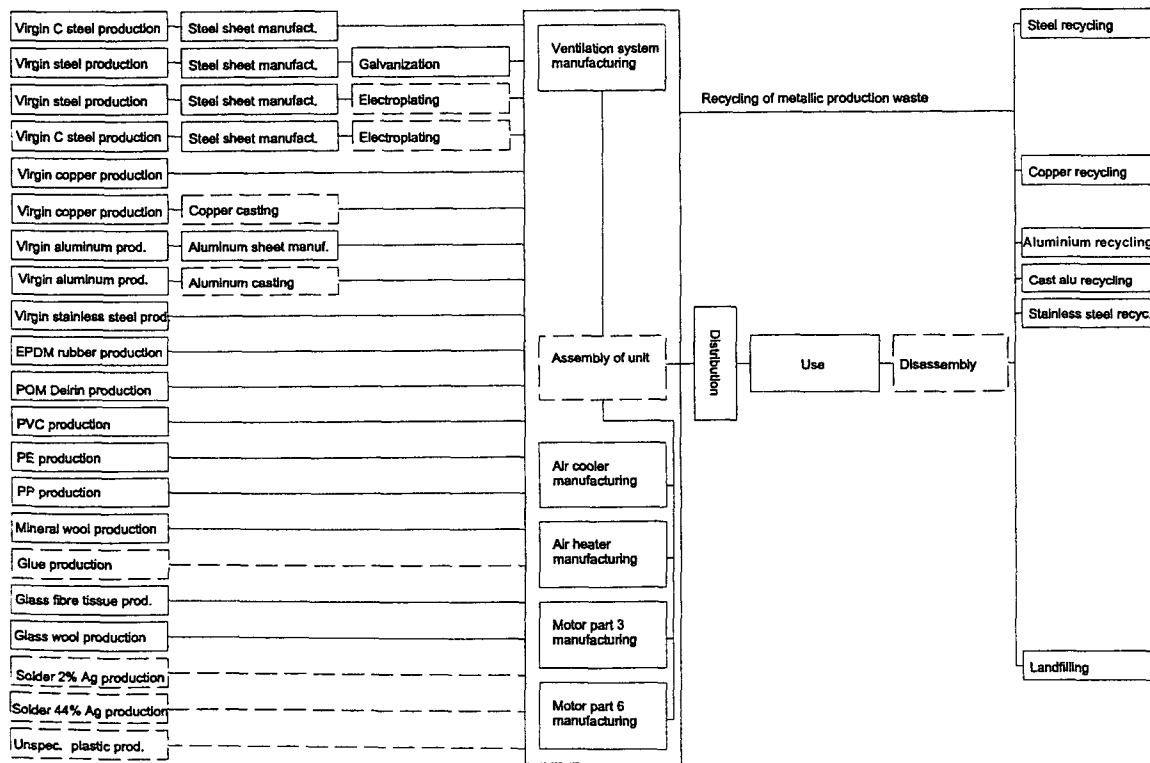 Virgin C steel production
Steel sheet manufact.
Virgin steel production
Steel sheet manufact.
Galvanization
Virgin steel production
Steel sheet manufact.
Electroplating
Virgin C steel production
Steel sheet manufact.
Electroplating
Virgin copper production
Virgin copper production
Copper casting
Virgin aluminum prod.
Aluminum sheet manuf.
Virgin aluminum prod.
Aluminum casting
Virgin stainless steel prod.
EPDM rubber production
POM Delrin production
PVC production
PE production
PP production
Mineral wool production
Glue production
Glass fibre tissue prod.
Glass wool production
Solder 2% Ag production
Solder 44% Ag production
Unspec. plastic prod.
Ventilation system
manufacturing
Assembly of unit
Air cooler
manufacturing
Air heater
manufacturing
Motor part 3
manufacturing
Motor part 6
manufacturing
Recycling of metallic production waste
Distribution
Use
Disassembly
Steel recycling
Copper recycling
Aluminium recycling
Cast alu recycling
Stainless steel recyc.
Landfilling